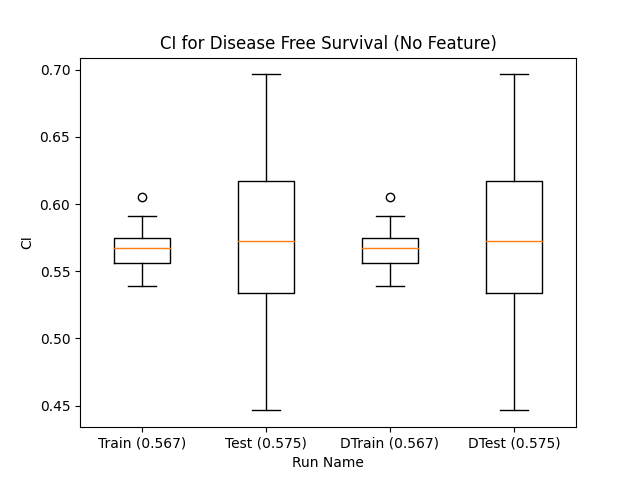 CI for Disease Free Survival (No Feature)
0.70
0.65
0.60
0.55
0.50
0.45
CI
Train (0.567) Test (0.575) DTrain (0.567) DTest (0.575)
Run Name